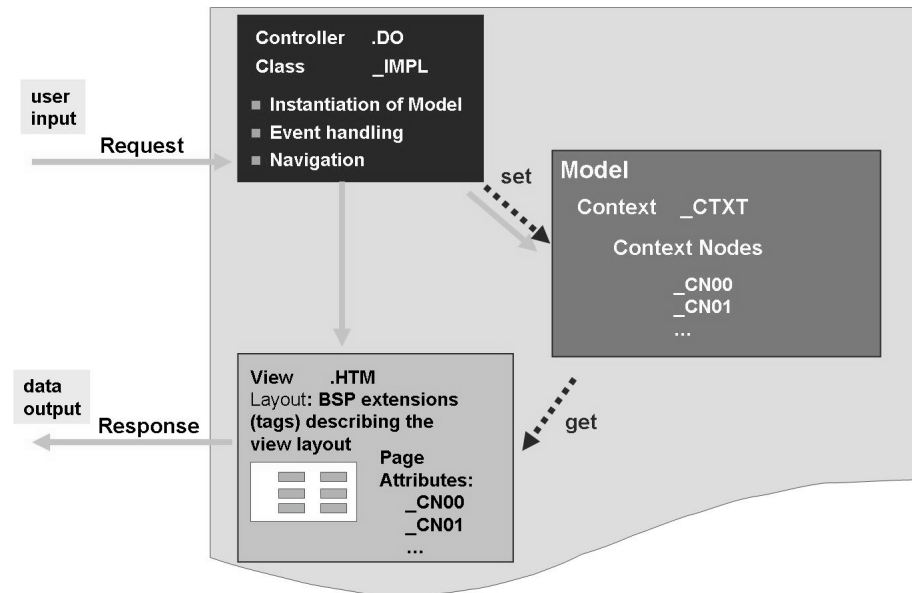 Controller .DO
Class _IMPL
Instantiation of Model
Event handling
Navigation
user
input
Request
set
Model
Context _CTXT
Context Nodes
_CN00
_CN01
...
View .HTM
Layout: BSP extensions
(tags) describing the
view layout
Page
Attributes:
_CN00
_CN01
...
get
data
output
Response